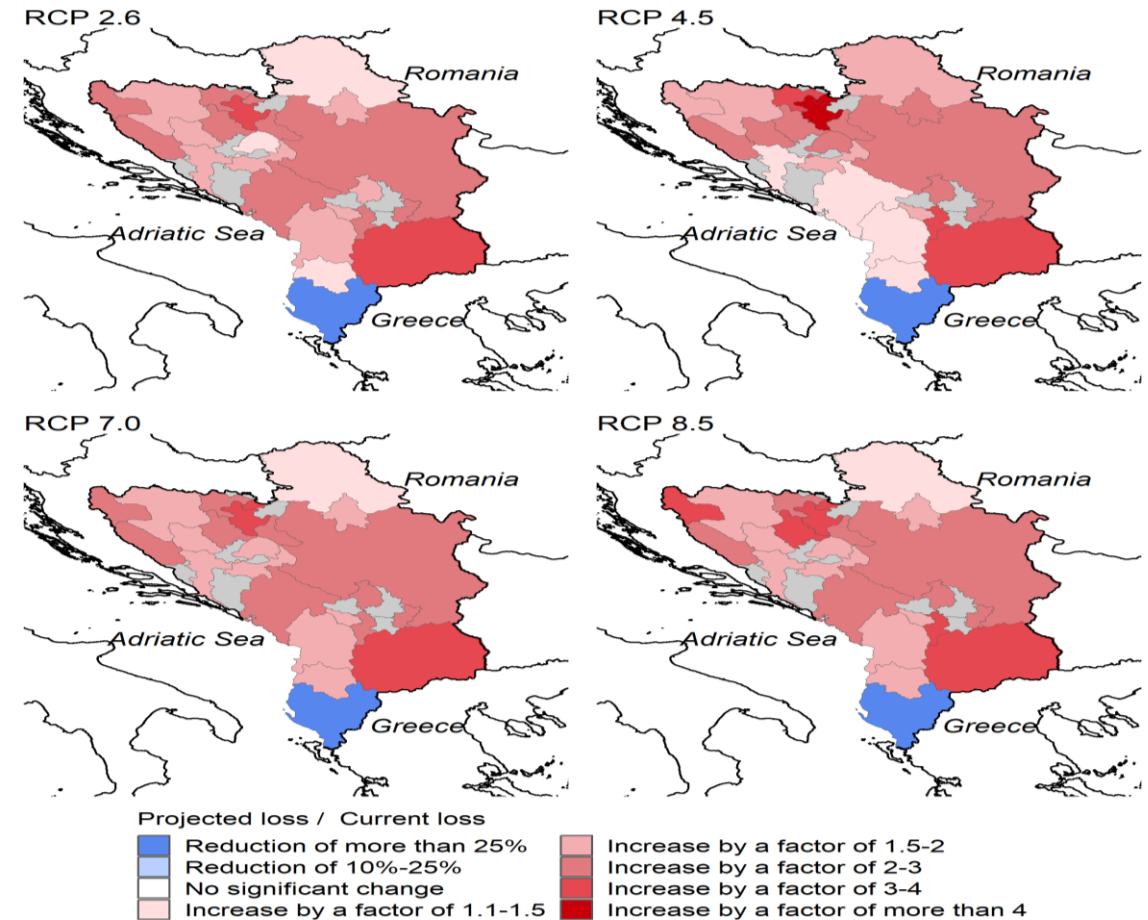 RCP 2.6
RCP 4.5
Romania
Romania
Adriatic Sea
Adriatic Sea
Greece
Greece
RCP 7.0
RCP 8.5
Romania
Romania
Adriatic Sea
Adriatic Sea
Greece
Greece
Projected loss / Current loss
Reduction of more than 25%
Reduction of 10%-25%
No significant change
Increase by a factor of 1.1-1.5
Increase by a factor of 1.5-2
Increase by a factor of 2-3
Increase by a factor of 3-4
Increase by a factor of more than 4